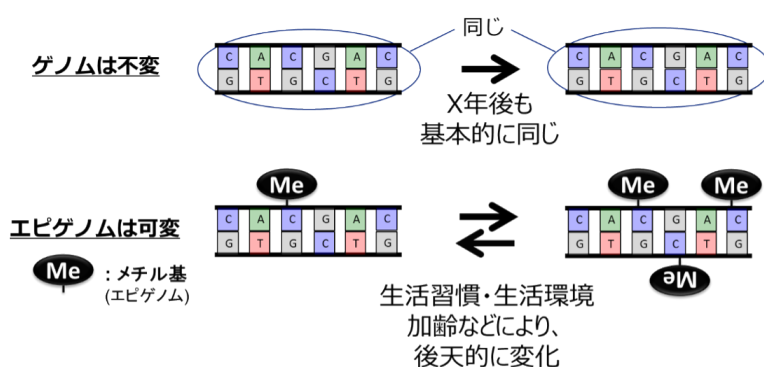 同じ
C A C G A C
G T G C T G
ゲノムは不変
C A C G A C
G T G C T G
X年後も
基本的に同じ
Me
C A C G A C
G T G C T G
エピゲノムは可変
Me Me
C A C G A C
G T G C T G
Me
Me :メチル基
(エピゲノム)
生活習慣・生活環境
加齢などにより、
後天的に変化